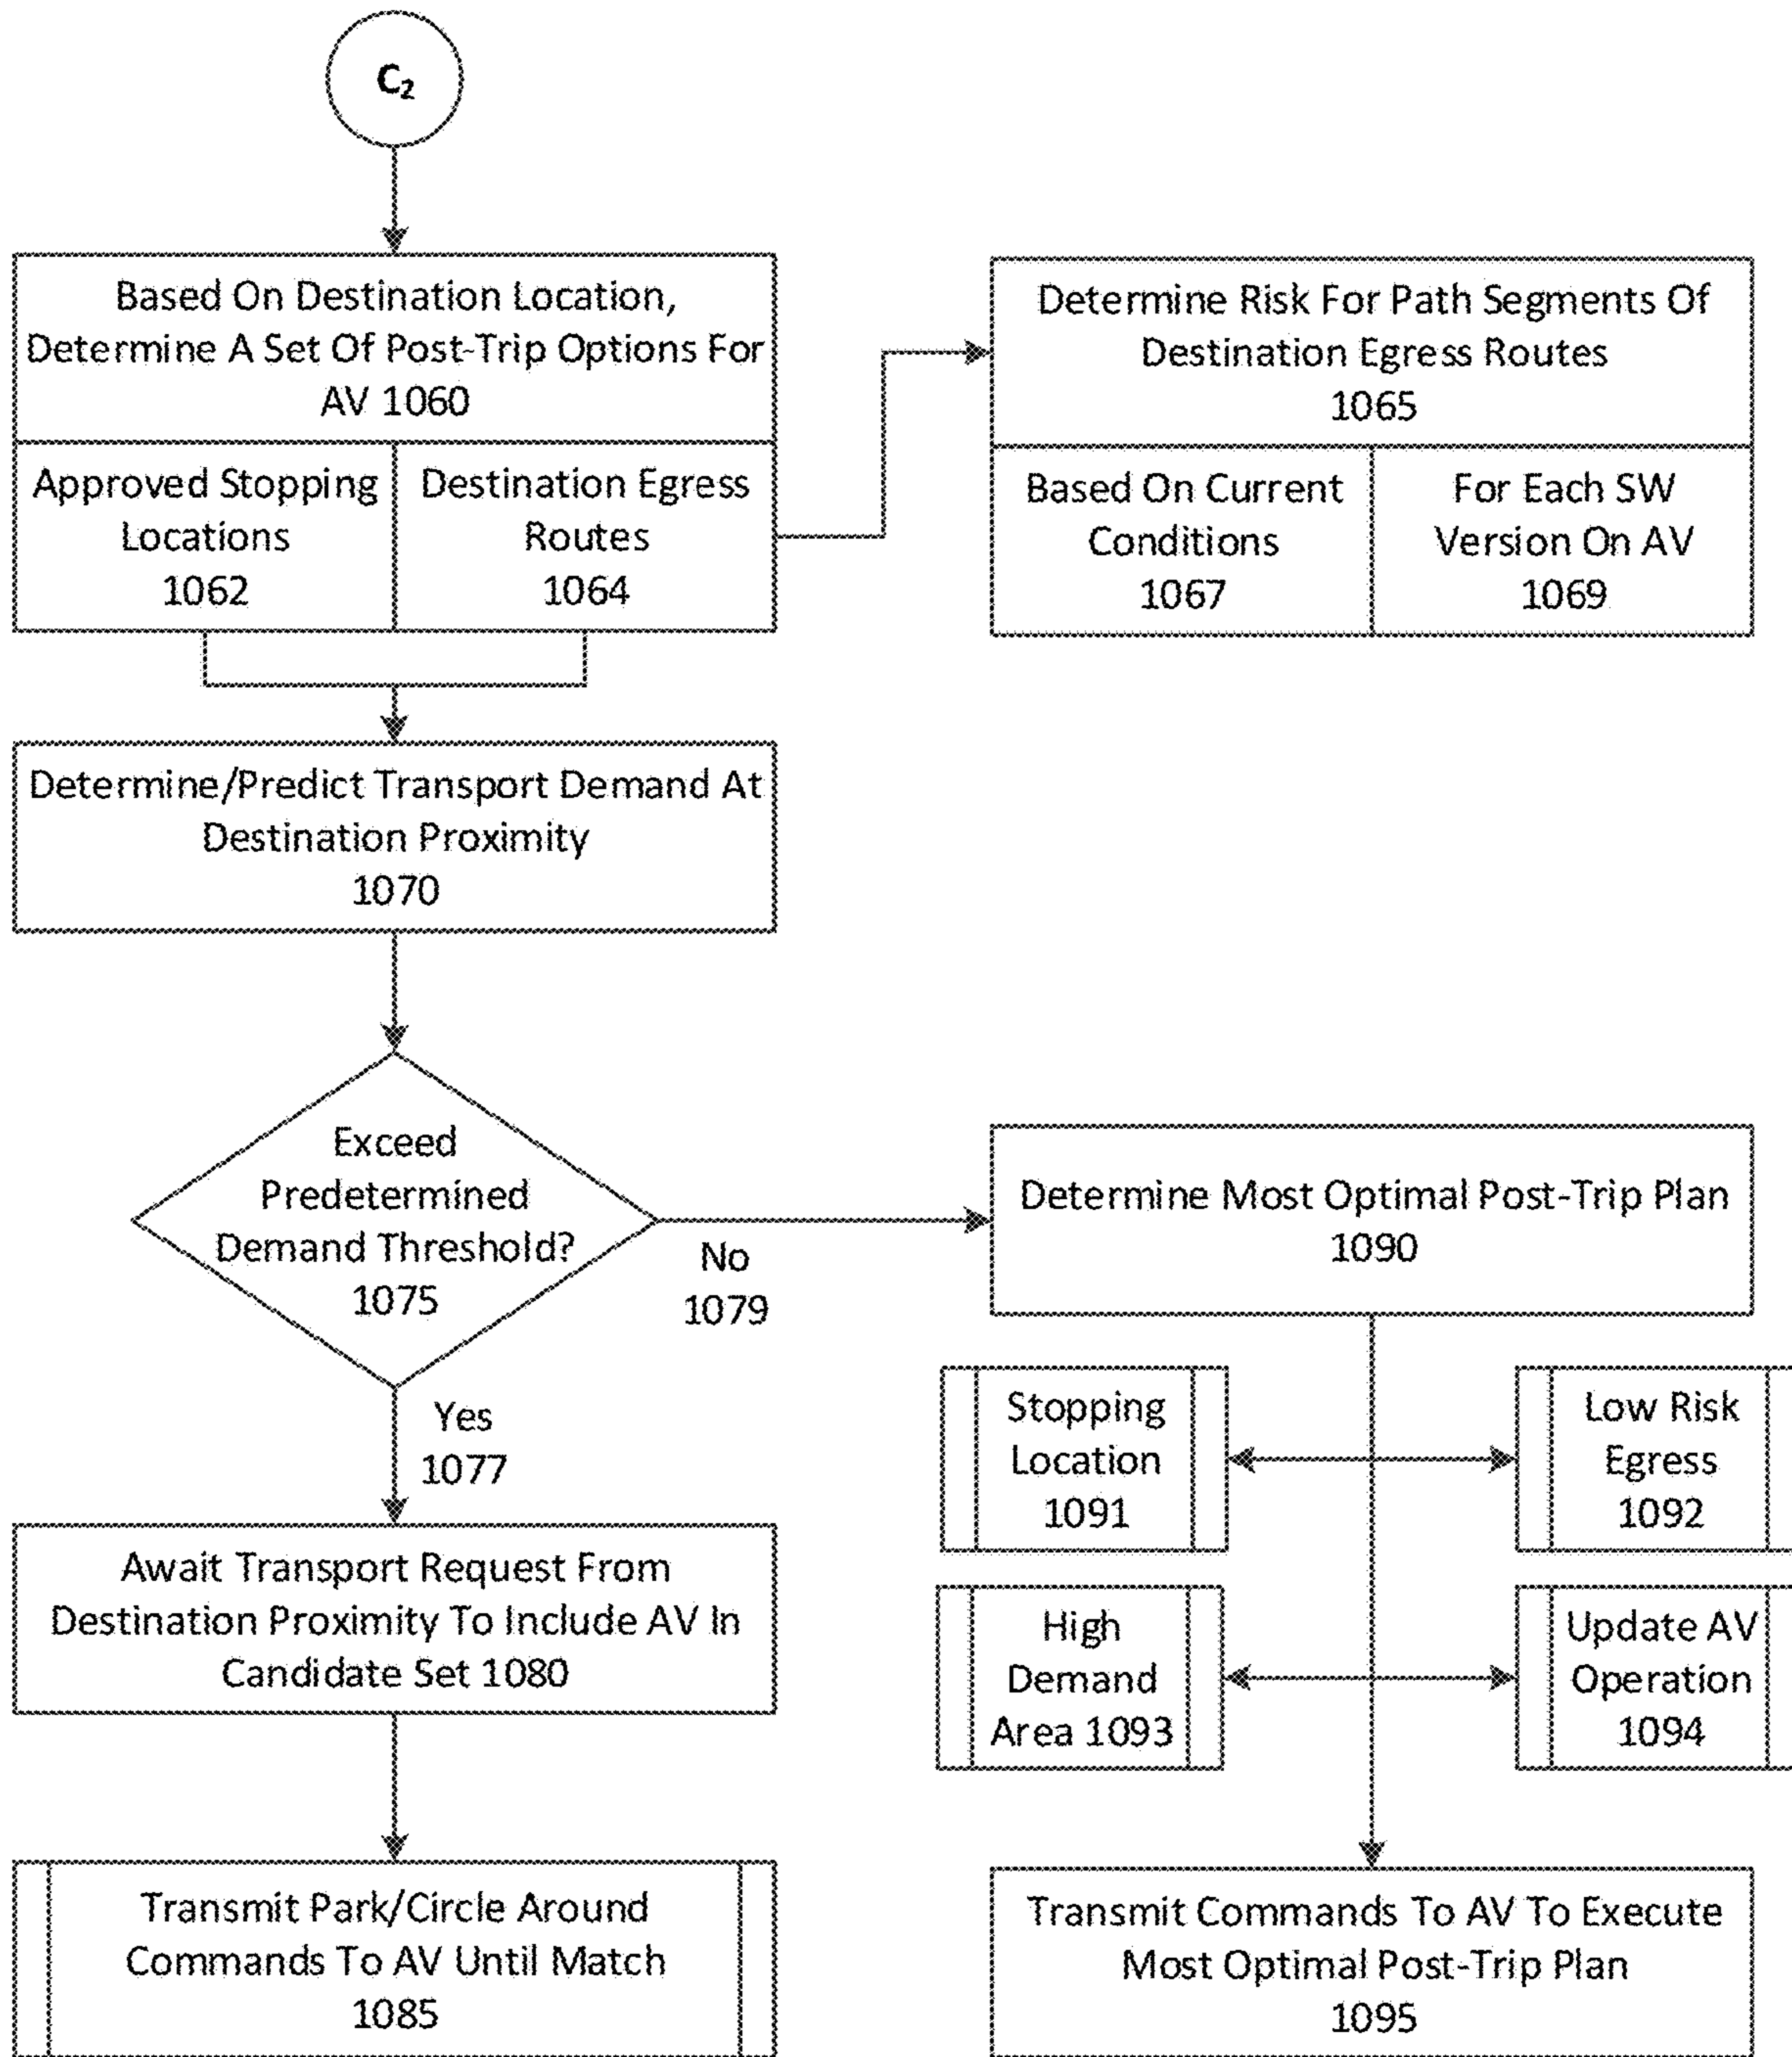 C₂
Based On Destination Location,
Determine A Set Of Post-Trip Options For
AV 1060
Approved Stopping
Locations
1062
Destination Egress
Routes
1064
Determine Risk For Path Segments Of
Destination Egress Routes
1065
Based On Current
Conditions
1067
For Each SW
Version On AV
1069
Determine/Predict Transport Demand At
Destination Proximity
1070
Exceed
Predetermined
Demand Threshold?
1075
No
1079
Yes
1077
Await Transport Request From
Destination Proximity To Include AV In
Candidate Set 1080
Transmit Park/Circle Around
Commands To AV Until Match
1085
Determine Most Optimal Post-Trip Plan
1090
Stopping
Location
1091
Low Risk
Egress
1092
High
Demand
Area 1093
Update AV
Operation
1094
Transmit Commands To AV To Execute
Most Optimal Post-Trip Plan
1095